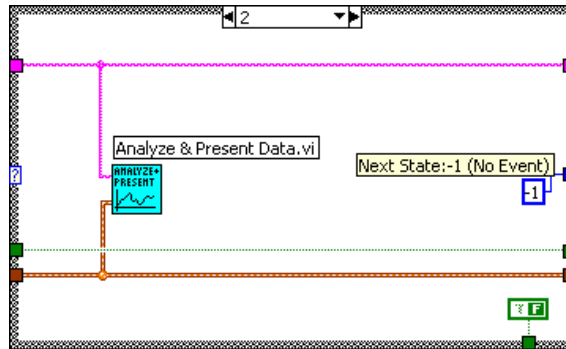 2
Analyze & Present Data.vi
ANALYZE+
PRESENT
?
Next State:-1 (No Event)
-1
? F